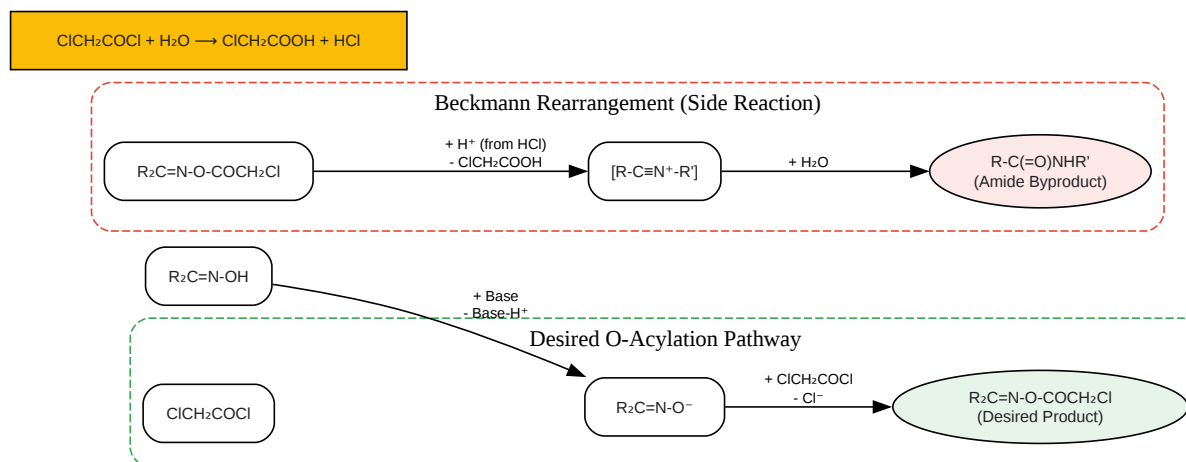 ClCH₂COCl + H₂O ⟶ ClCH₂COOH + HCl
Beckmann Rearrangement (Side Reaction)
R₂C=N-O-COCH₂Cl
+ H⁺ (from HCl)
- ClCH₂COOH
[R-C≡N⁺-R']
+ H₂O
R-C(=O)NHR'
(Amide Byproduct)
R₂C=N-OH
+ Base
- Base-H⁺
Desired O-Acylation Pathway
ClCH₂COCl
R₂C=N-O⁻
+ ClCH₂COCl
- Cl⁻
R₂C=N-O-COCH₂Cl
(Desired Product)